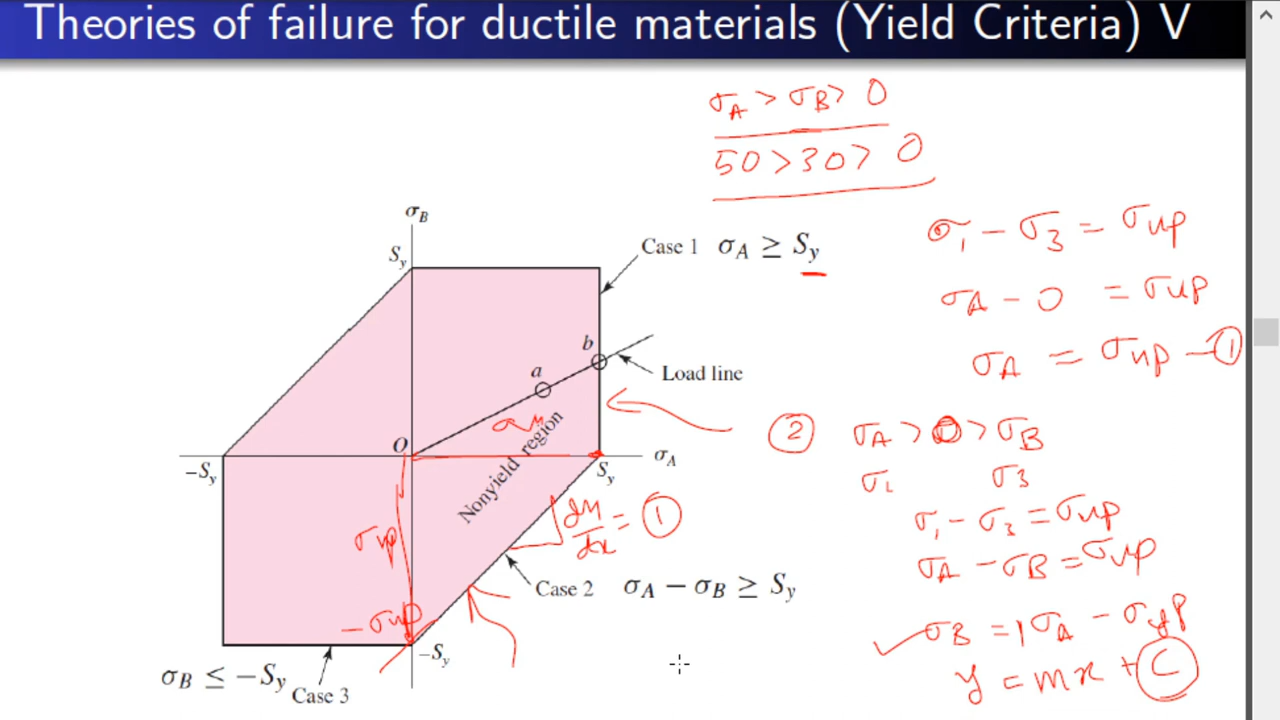 Theories of failure for ductile materials (Yield Criteria) V
σA > σB > 0
50 > 30 > 0
σB
Sy
Case 1 σA ≥ Sy
σ1 - σ3 = σyp
σA - 0 = σyp
σA = σyp - ①
b
a
Load line
② σA > 0 > σB
σ1 σ3
σ1 - σ3 = σyp
σA - σB = σyp
σB = 1σA - σyp
y = mx + C
O
-Sy
Sy
σA
Nonyield region
dy/dx = ①
σyp
-σyp
Case 2 σA - σB ≥ Sy
-Sy
σB ≤ -Sy Case 3